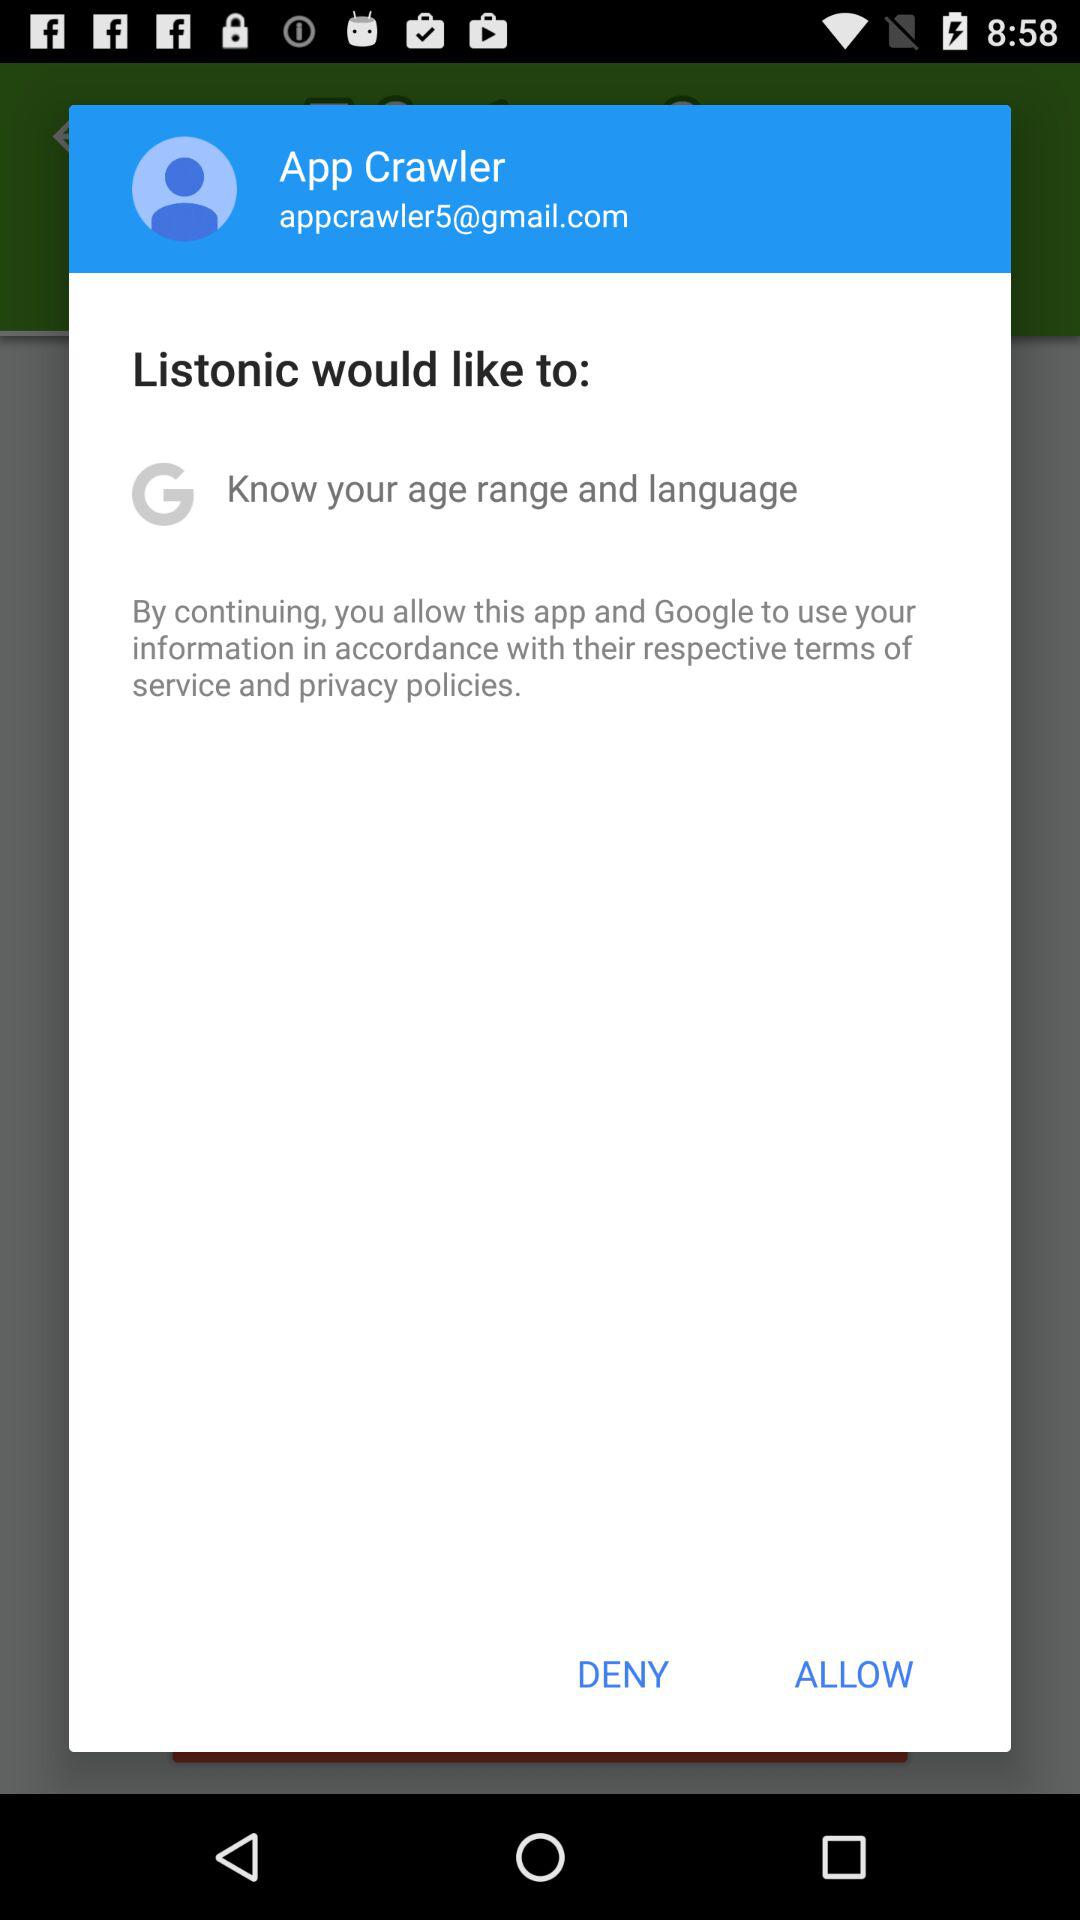 8:58
App Crawler
appcrawler5@gmail.com
Listonic would like to:
Know your age range and language
By continuing, you allow this app and Google to use your
information in accordance with their respective terms of
service and privacy policies.
DENY ALLOW